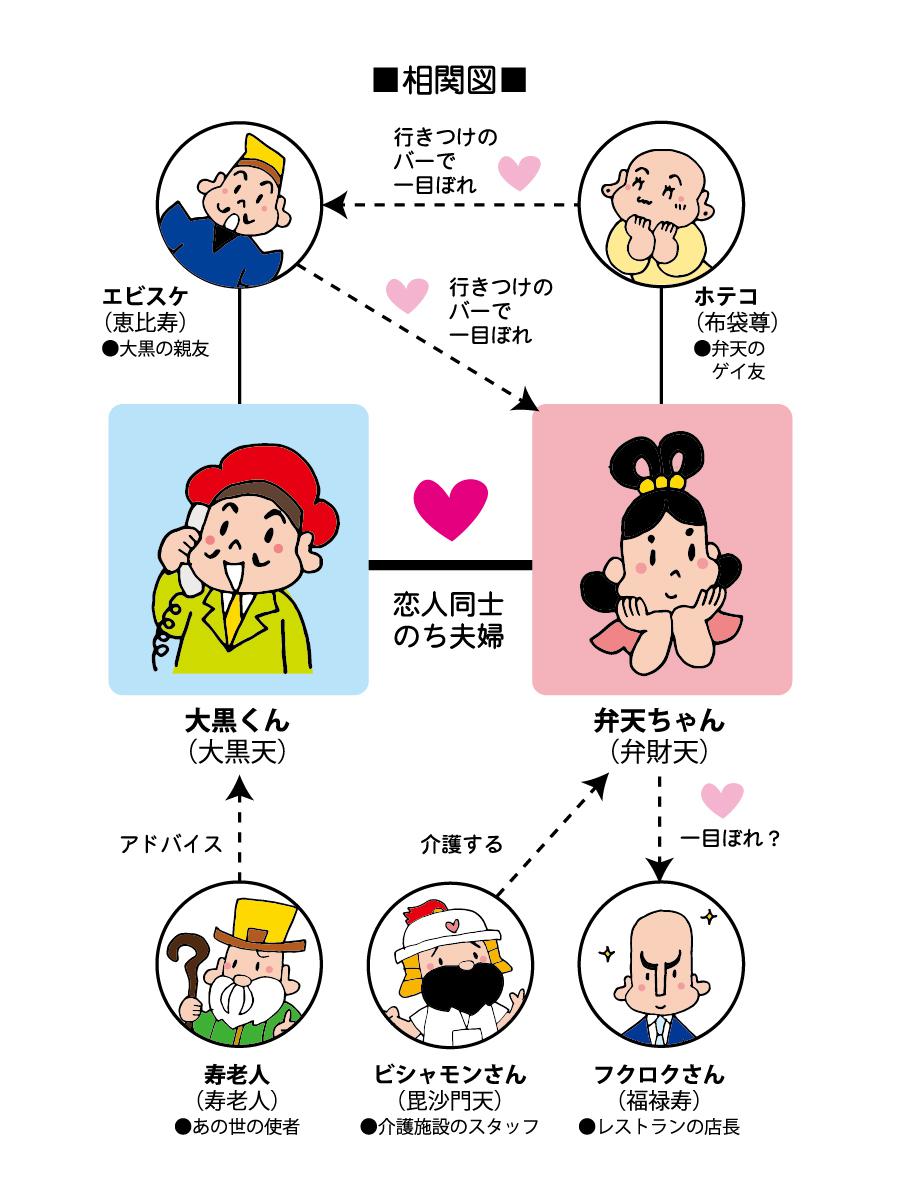 ■相関図■
行きつけの
バーで
一目ぼれ
エビスケ
（恵比寿）
●大黒の親友
行きつけの
バーで
一目ぼれ
ホテコ
（布袋尊）
●弁天の
ゲイ友
恋人同士
のち夫婦
大黒くん
（大黒天）
弁天ちゃん
（弁財天）
アドバイス
介護する
一目ぼれ？
寿老人
（寿老人）
●あの世の使者
ビシャモンさん
（毘沙門天）
●介護施設のスタッフ
フクロクさん
（福禄寿）
●レストランの店長